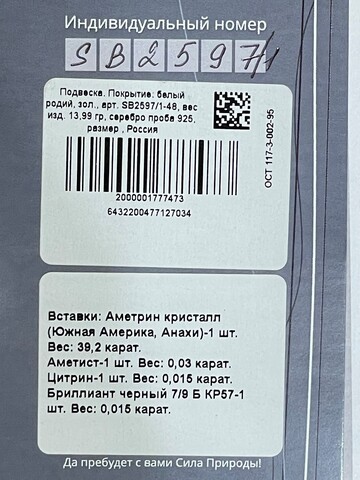 Индивидуальный номер
SB2597/1
Подвеска. Покрытие: белый
родий, зол., арт. SB2597/1-48, вес
изд. 13,99 гр, серебро проба 925,
размер , Россия
ОСТ 117-3-002-95
2000001777473
6432200477127034
Вставки: Аметрин кристалл
(Южная Америка, Анахи)-1 шт.
Вес: 39,2 карат.
Аметист-1 шт. Вес: 0,03 карат.
Цитрин-1 шт. Вес: 0,015 карат.
Бриллиант черный 7/9 Б КР57-1
шт. Вес: 0,015 карат.
Да пребудет с вами Сила Природы!